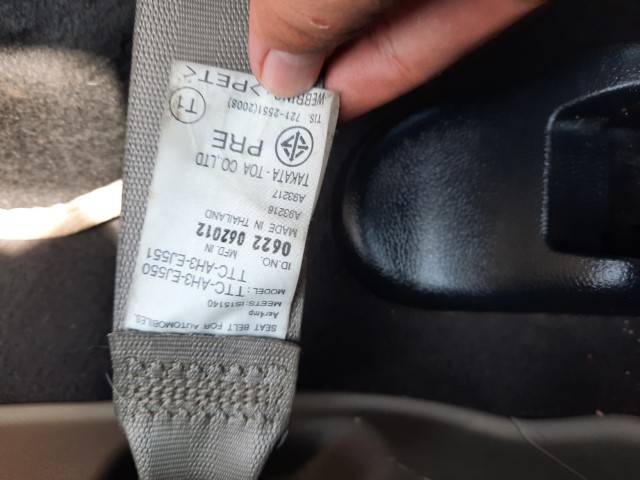 SEAT BELT FOR AUTOMOBILES.
Aar4mp
MEETS: IS15140
MODEL: TTC-AH3-EJ550
TTC-AH3-EJ551
ID.NO. MFD.IN
0622 062012
MADE IN THAILAND
A93216
A93217
TAKATA - TOA CO.,LTD
PRE
TIS. 721-2551(2008)
T1
WEBBING >PET<